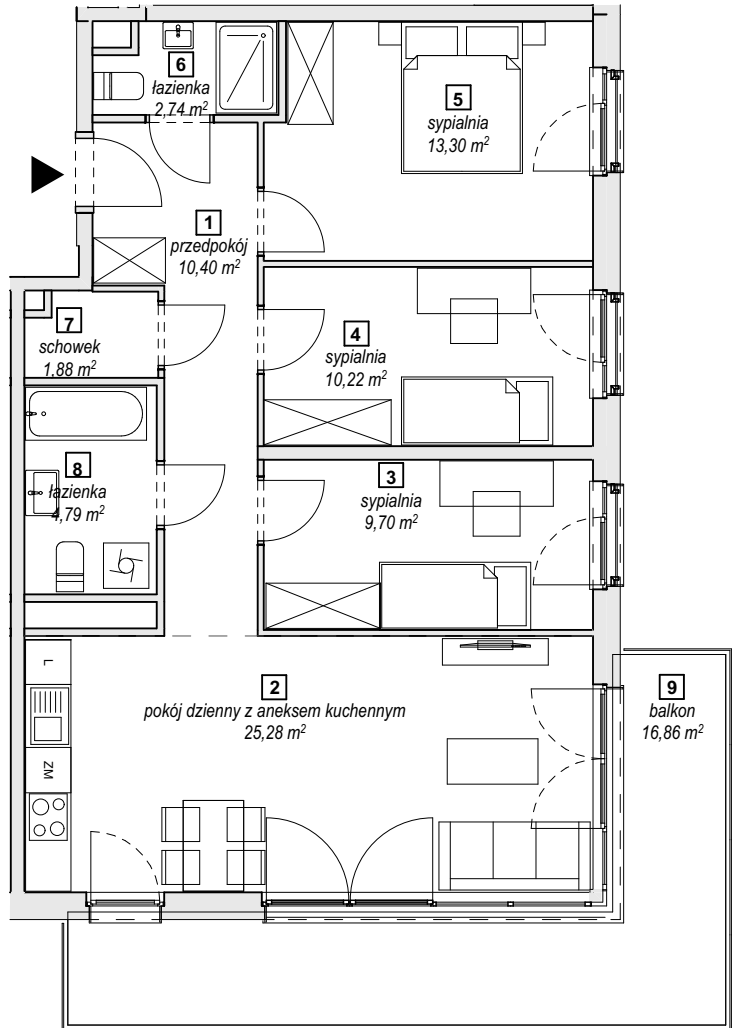 6
łazienka
2,74 m²
5
sypialnia
13,30 m²
1
przedpokój
10,40 m²
7
schowek
1,88 m²
4
sypialnia
10,22 m²
8
łazienka
4,79 m²
3
sypialnia
9,70 m²
L
2
pokój dzienny z aneksem kuchennym
25,28 m²
9
balkon
16,86 m²
ZM